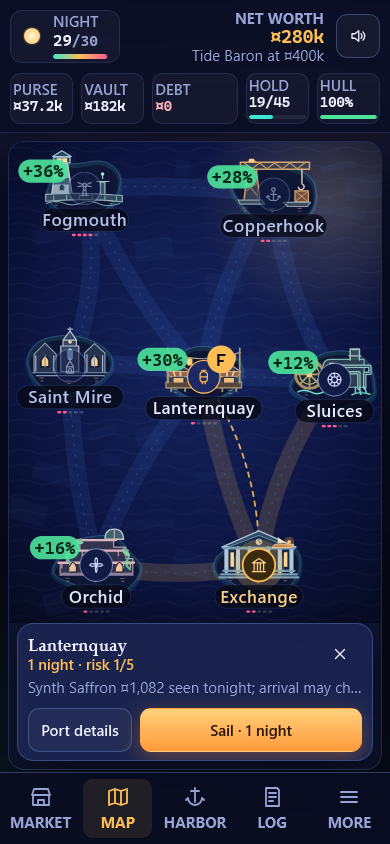 NIGHT
29/30
NET WORTH
¤280k
Tide Baron at ¤400k
PURSE
¤37.2k
VAULT
¤182k
DEBT
¤0
HOLD
19/45
HULL
100%
+36%
Fogmouth
+28%
Copperhook
Saint Mire
+30%
F
Lanternquay
+12%
Sluices
+16%
Orchid
Exchange
Lanternquay
1 night · risk 1/5
Synth Saffron ¤1,082 seen tonight; arrival may ch...
Port details
Sail · 1 night
MARKET
MAP
HARBOR
LOG
MORE